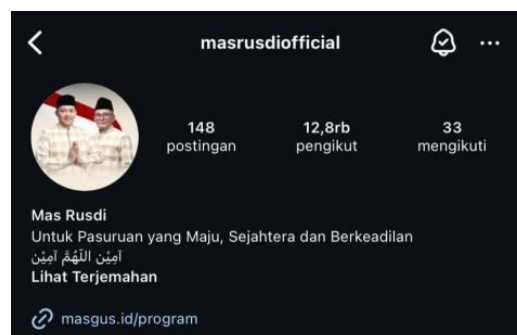 masrusdiofficial
148 12,8rb 33
postingan pengikut mengikuti
Mas Rusdi
Untuk Pasuruan yang Maju, Sejahtera dan Berkeadilan
آمِيْن اللّهُمَّ آمِيْن
Lihat Terjemahan
masgus.id/program